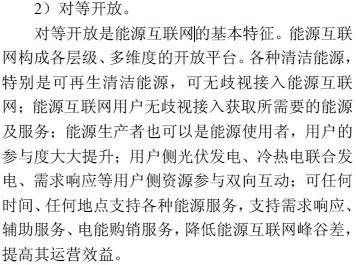 2）对等开放。
对等开放是能源互联网的基本特征。能源互联
网构成各层级、多维度的开放平台。各种清洁能源，
特别是可再生清洁能源，可无歧视接入能源互联
网；能源互联网用户无歧视接入获取所需要的能源
及服务；能源生产者也可以是能源使用者，用户的
参与度大大提升；用户侧光伏发电、冷热电联合发
电、需求响应等用户侧资源参与双向互动；可任何
时间、任何地点支持各种能源服务，支持需求响应、
辅助服务、电能购销服务，降低能源互联网峰谷差，
提高其运营效益。